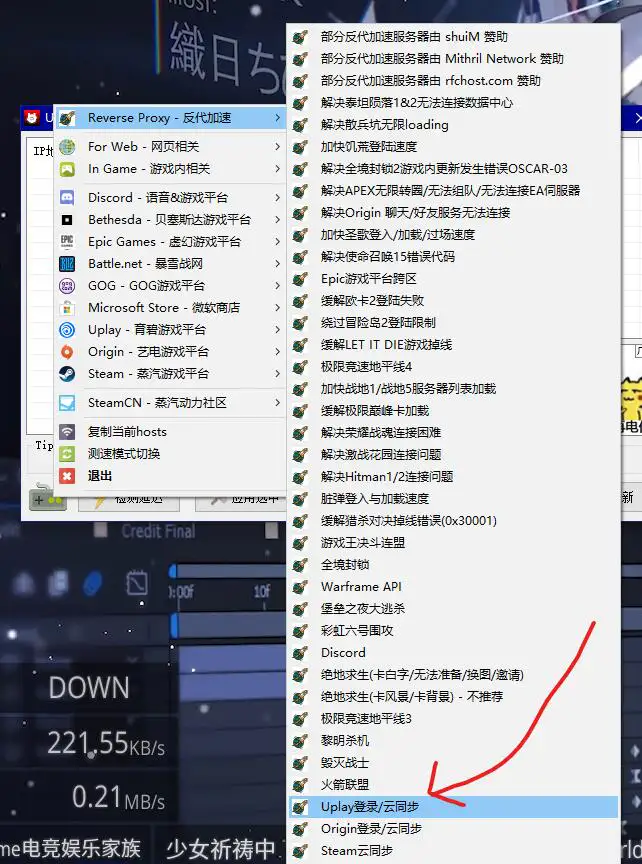 織日ち
Reverse Proxy - 反代加速
For Web - 网页相关
In Game - 游戏内相关
Discord - 语音&游戏平台
Bethesda - 贝塞斯达游戏平台
Epic Games - 虚幻游戏平台
Battle.net - 暴雪战网
GOG - GOG游戏平台
Microsoft Store - 微软商店
Uplay - 育碧游戏平台
Origin - 艺电游戏平台
Steam - 蒸汽游戏平台
SteamCN - 蒸汽动力社区
复制当前hosts
测速模式切换
退出
部分反代加速服务器由 shuiM 赞助
部分反代加速服务器由 Mithril Network 赞助
部分反代加速服务器由 rfchost.com 赞助
解决泰坦陨落1&2无法连接数据中心
解决散兵坑无限loading
加快饥荒登陆速度
解决全境封锁2游戏内更新发生错误OSCAR-03
解决APEX无限转圈/无法组队/无法连接EA伺服器
解决Origin 聊天/好友服务无法连接
加快圣歌登入/加载/过场速度
解决使命召唤15错误代码
Epic游戏平台跨区
缓解欧卡2登陆失败
绕过冒险岛2登陆限制
缓解LET IT DIE游戏掉线
极限竞速地平线4
加快战地1/战地5服务器列表加载
缓解极限巅峰卡加载
解决荣耀战魂连接困难
解决激战花园连接问题
解决Hitman1/2连接问题
脏弹登入与加载速度
缓解猎杀对决掉线错误(0x30001)
游戏王决斗连盟
全境封锁
Warframe API
堡垒之夜大逃杀
彩虹六号围攻
Discord
绝地求生(卡白字/无法准备/换图/邀请)
绝地求生(卡风景/卡背景) - 不推荐
极限竞速地平线3
黎明杀机
毁灭战士
火箭联盟
Uplay登录/云同步
Origin登录/云同步
Steam云同步
IP地
Tip
Credit Final
0:00f
10f
DOWN
221.55KB/s
0.21MB/s
me电竞娱乐家族
少女祈祷中
新